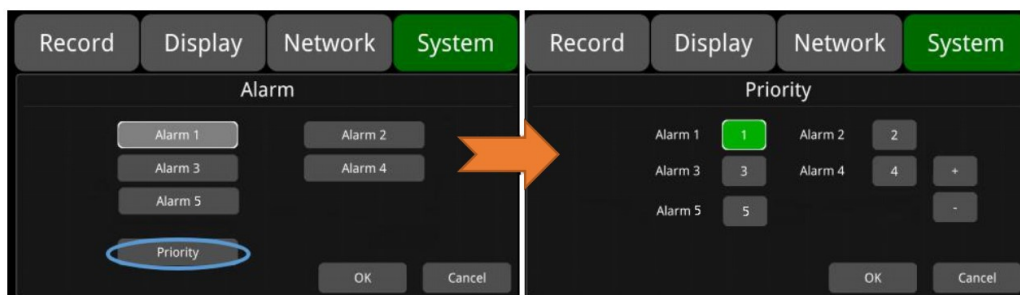 Record Display Network System
Alarm
Alarm 1 Alarm 2
Alarm 3 Alarm 4
Alarm 5
Priority
OK Cancel
Record Display Network System
Priority
Alarm 1 1 Alarm 2 2
Alarm 3 3 Alarm 4 4 +
Alarm 5 5 -
OK Cancel